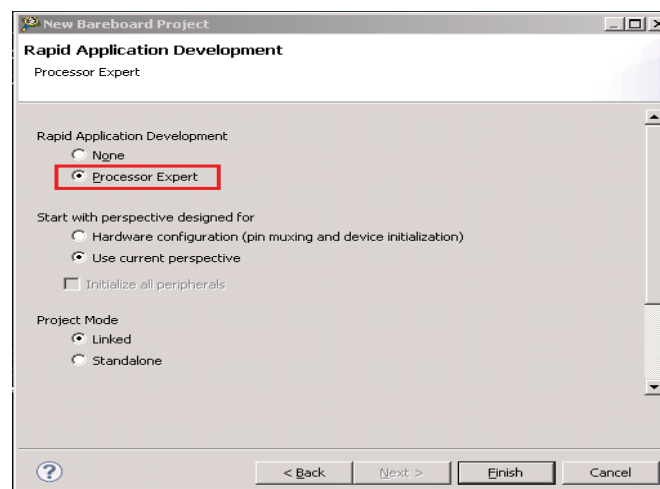 New Bareboard Project
Rapid Application Development
Processor Expert
Rapid Application Development
None
Processor Expert
Start with perspective designed for
Hardware configuration (pin muxing and device initialization)
Use current perspective
Initialize all peripherals
Project Mode
Linked
Standalone
? < Back Next > Finish Cancel